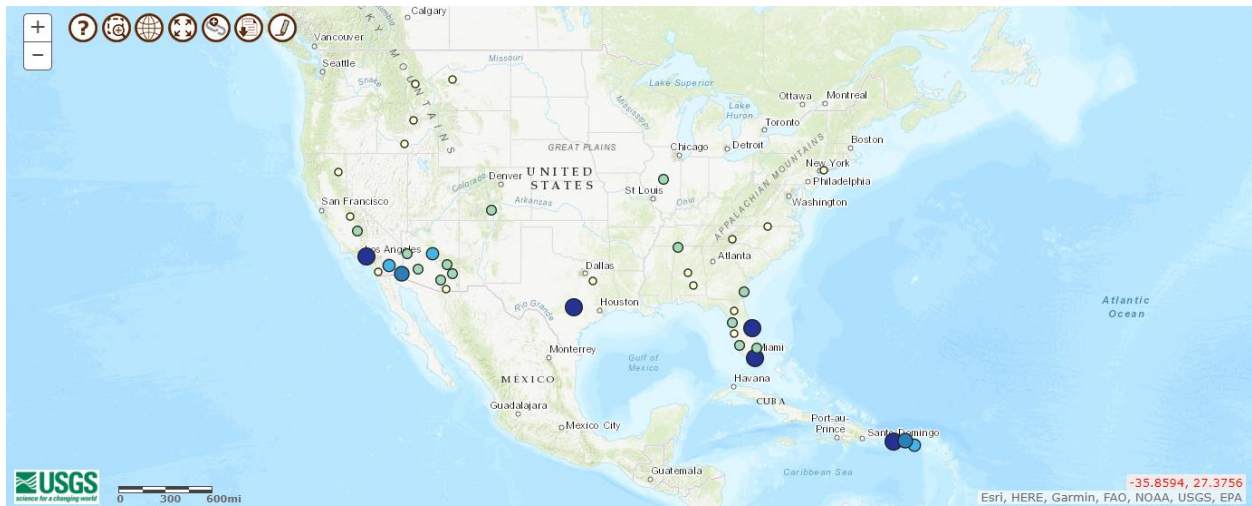 +
−
?
Calgary
Columbia
Vancouver
ROCKY MOUNTAINS
Seattle
Missouri
Snake
Lake Superior
Mississippi
Ottawa
Montreal
Lake
Huron
Toronto
Boston
Chicago
Detroit
GREAT PLAINS
APPALACHIAN MOUNTAINS
New York
Denver
UNITED
STATES
Colorado
Philadelphia
St Louis
Ohio
Washington
San Francisco
Arkansas
Los Angeles
Atlanta
Dallas
Rio Grande
Houston
Atlantic
Ocean
Monterrey
Miami
Gulf of
Mexico
MÉXICO
Havana
CUBA
Guadalajara
Mexico City
Port-au-
Prince
Santo Domingo
Guatemala
Caribbean Sea
USGS
science for a changing world
0 300 600mi
-35.8594, 27.3756
Esri, HERE, Garmin, FAO, NOAA, USGS, EPA